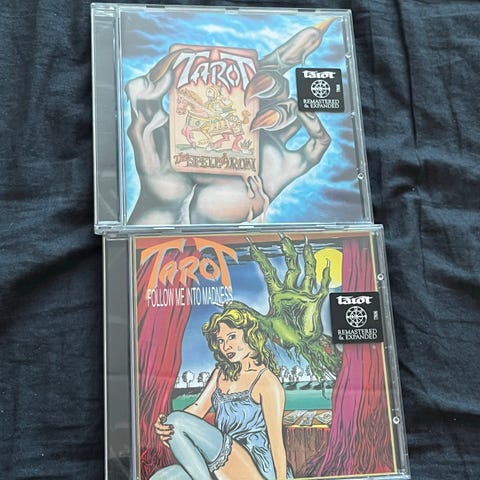 TAROT
THE SPELL OF IRON
tarot
REMASTERED
& EXPANDED
TAROT
FOLLOW ME INTO MADNESS
tarot
REMASTERED
& EXPANDED